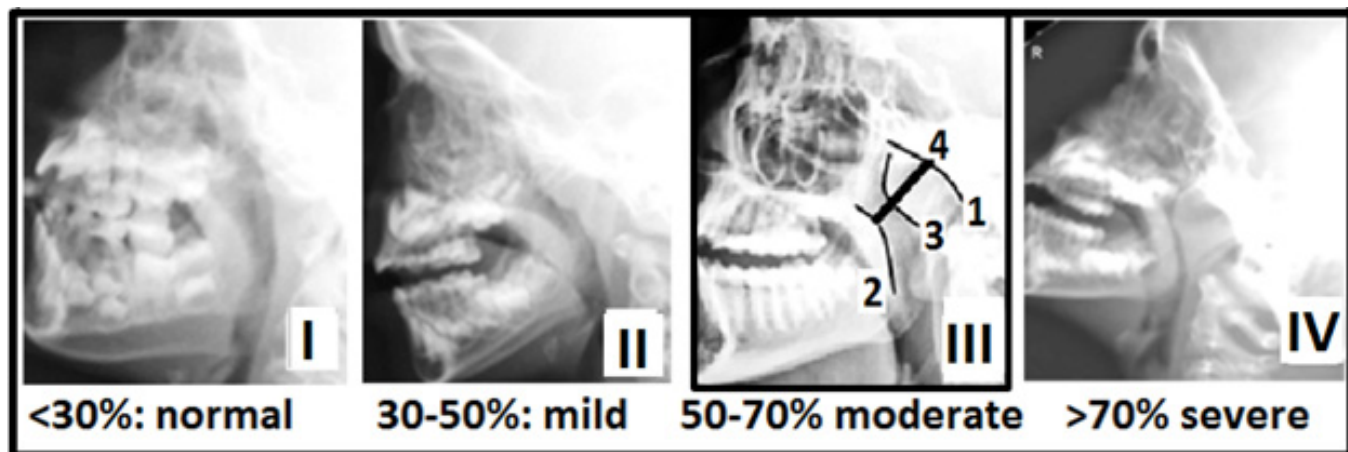 R
4
1
3
2
I
II
III
IV
<30%: normal
30-50%: mild
50-70% moderate
>70% severe